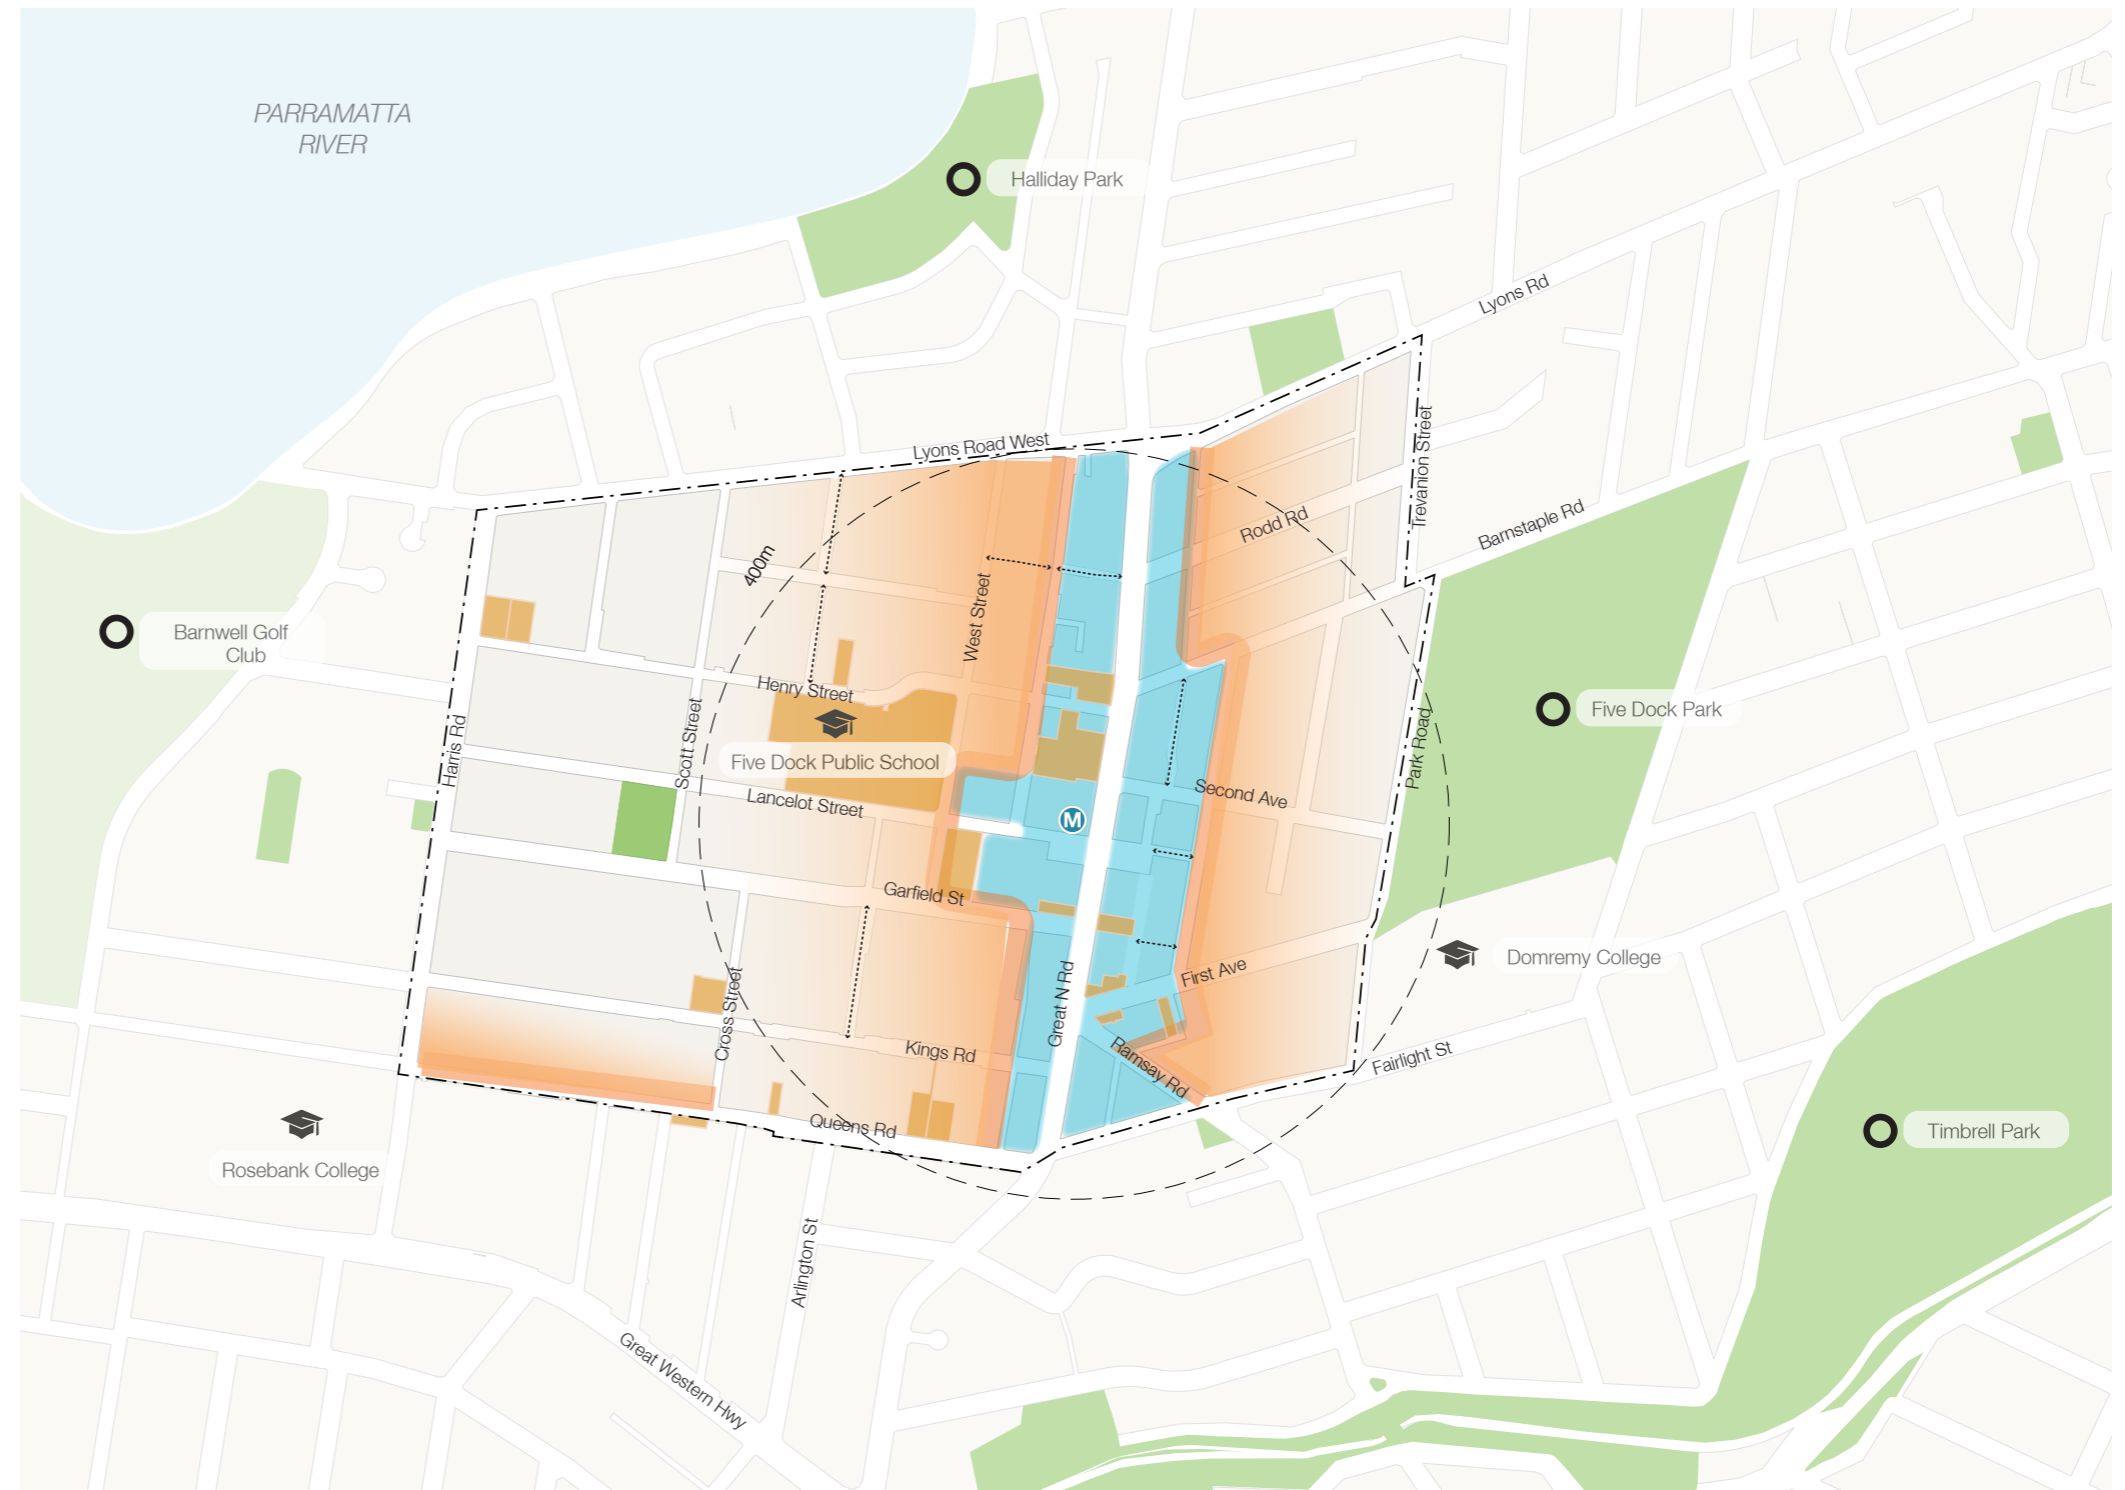 PARRAMATTA
RIVER
Halliday Park
Lyons Rd
Lyons Road West
Trevanion Street
Rodd Rd
Barnstaple Rd
400m
West Street
Barnwell Golf
Club
Henry Street
Five Dock Public School
Scott Street
Harris Rd
Lancelot Street
M
Second Ave
Park Road
Five Dock Park
Garfield St
First Ave
Domremy College
Cross Street
Great N Rd
Kings Rd
Ramsay Rd
Fairlight St
Queens Rd
Rosebank College
Timbrell Park
Arlington St
Great Western Hwy